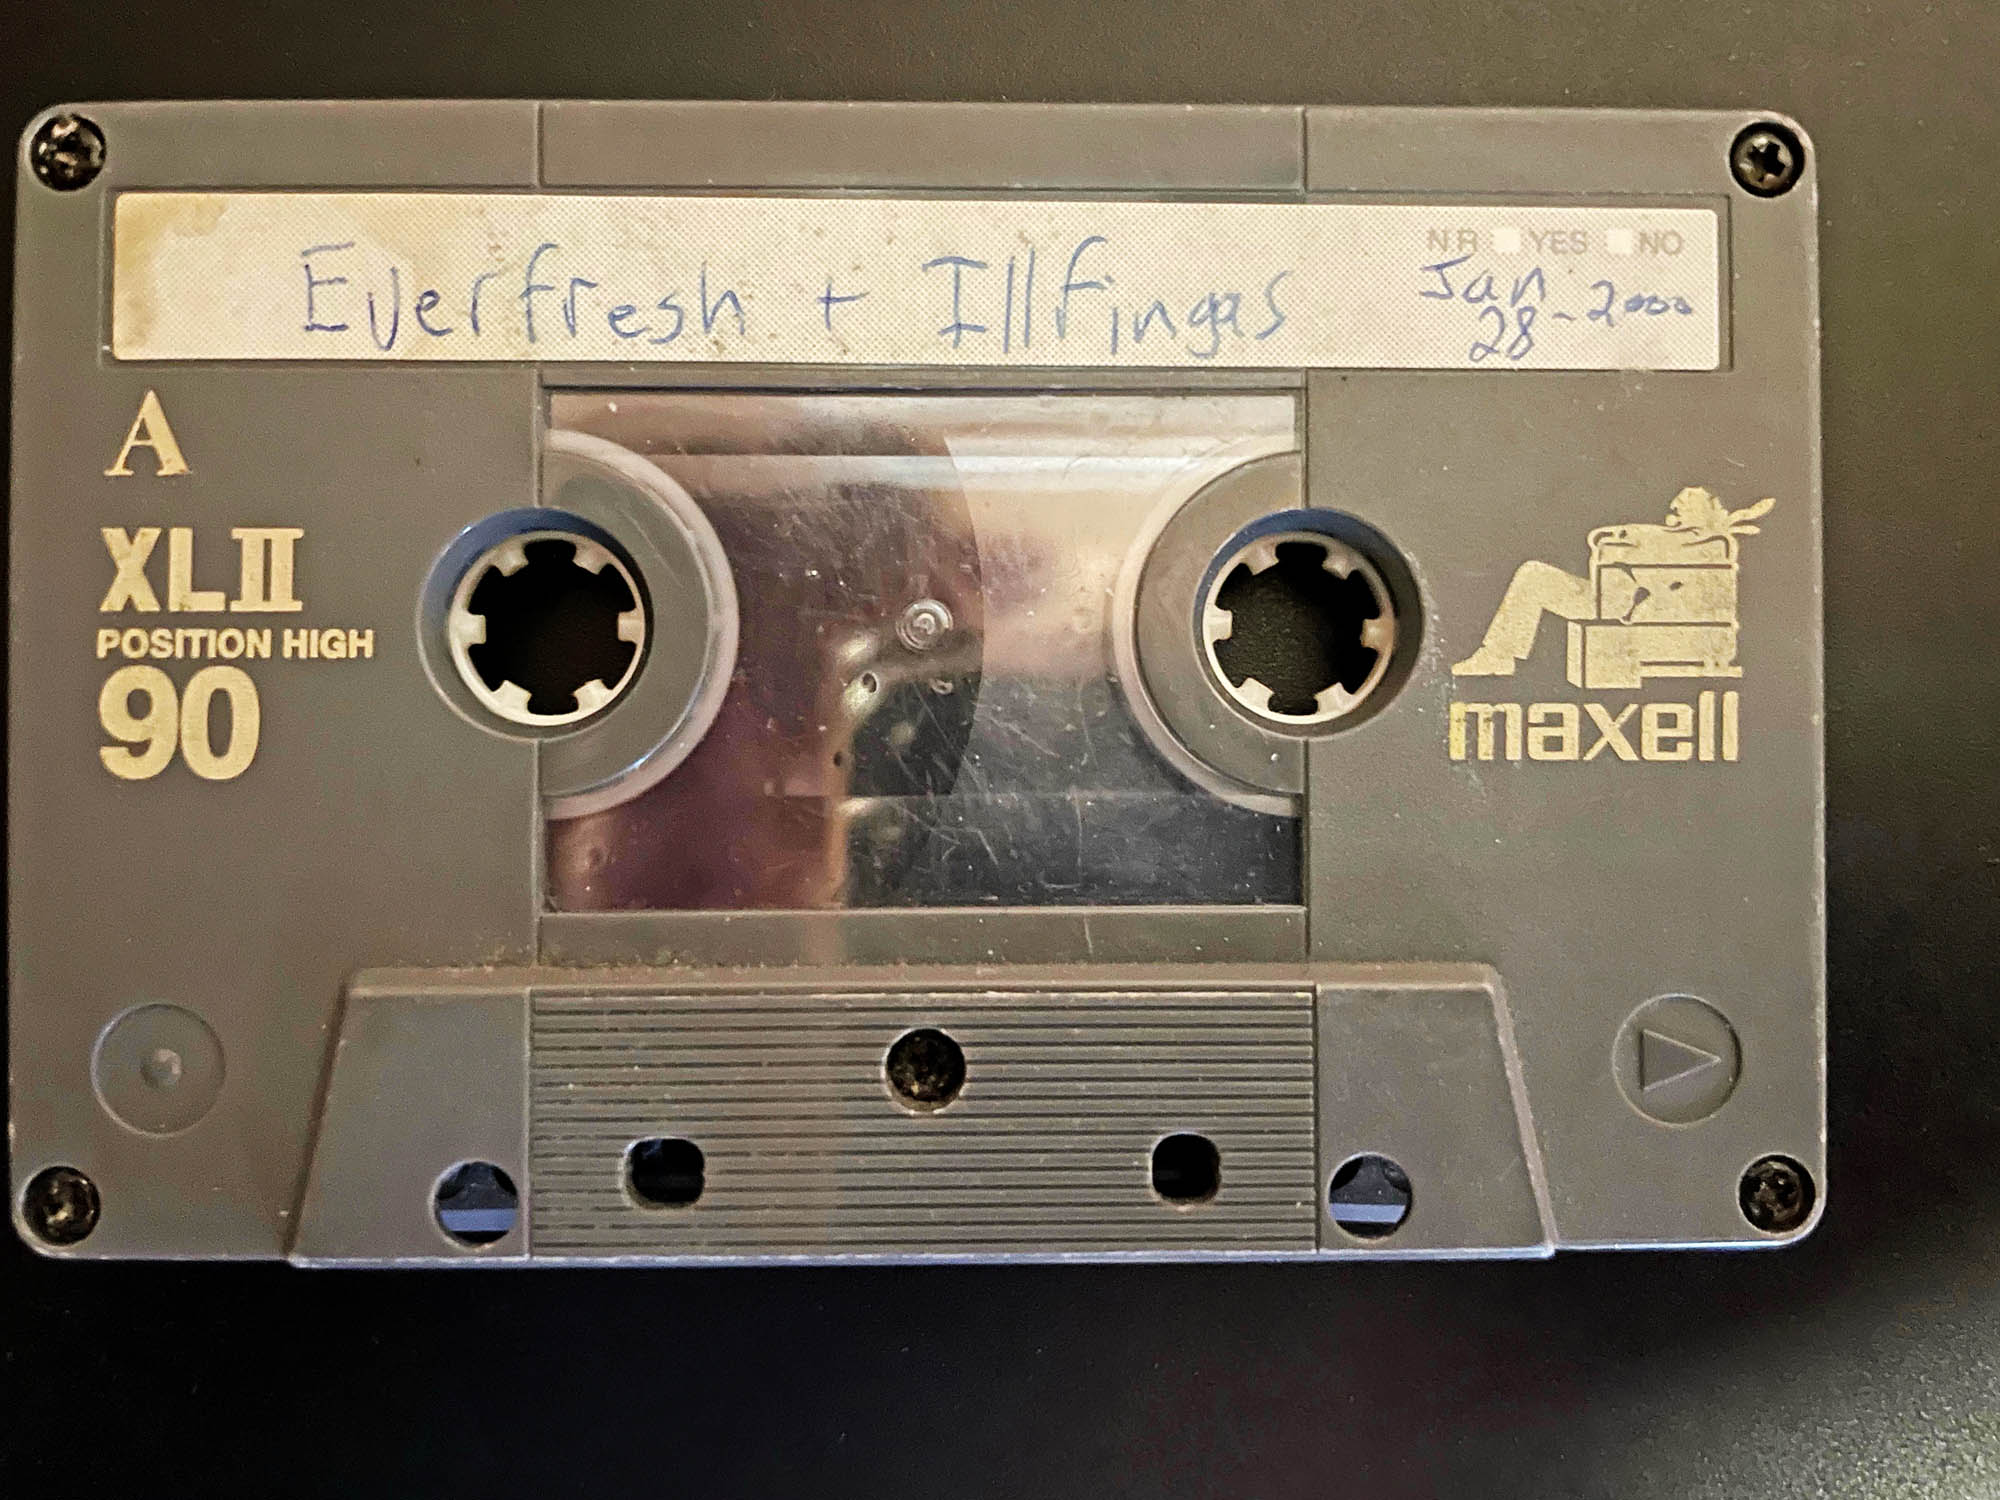 N.R YES NO
Everfresh + Illfingas Jan
28-2000
A
XLII
POSITION HIGH
90
maxell